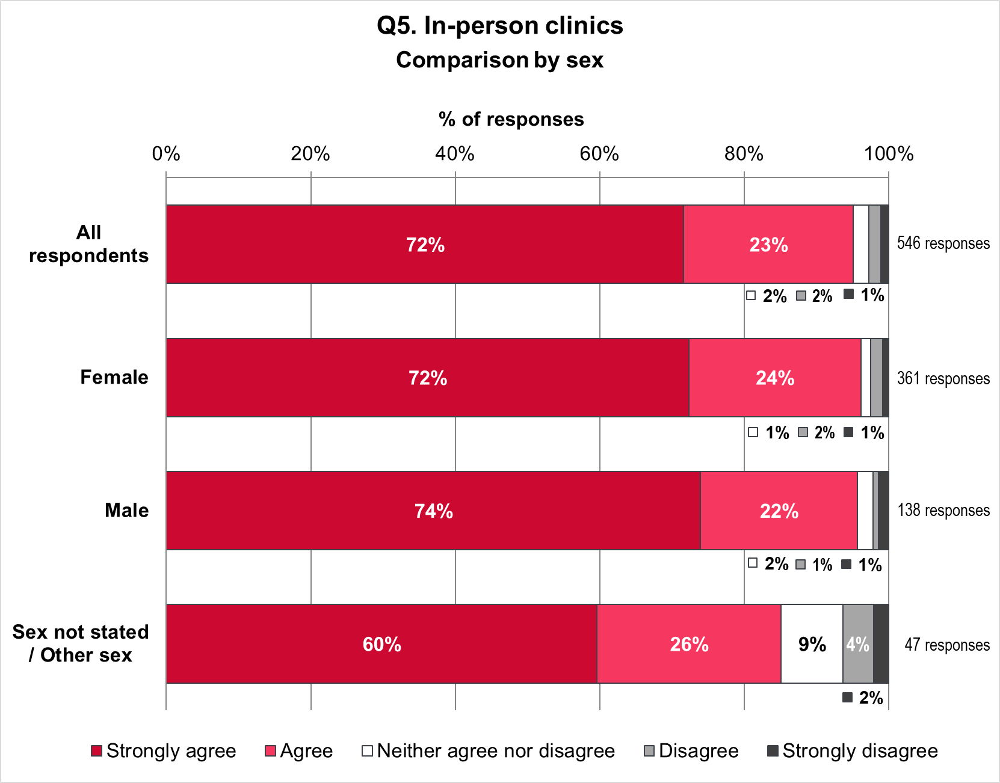 Q5. In-person clinics
Comparison by sex
% of responses
0% 20% 40% 60% 80% 100%
All
respondents
72% 23%
546 responses
2% 2% 1%
Female
72% 24%
361 responses
1% 2% 1%
Male
74% 22%
138 responses
2% 1% 1%
Sex not stated
/ Other sex
60% 26% 9% 4%
47 responses
2%
Strongly agree Agree Neither agree nor disagree Disagree Strongly disagree